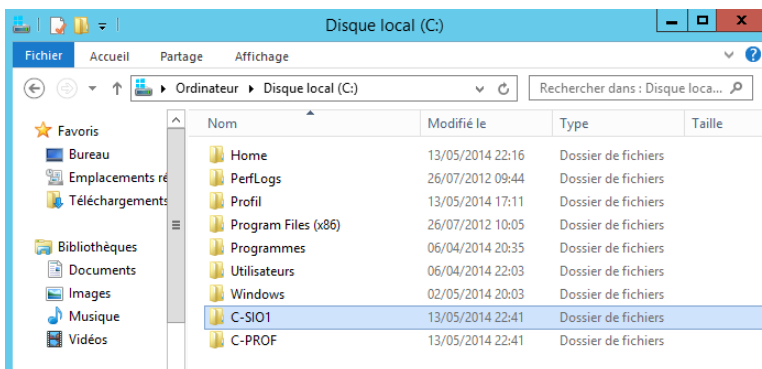 Disque local (C:)
Fichier Accueil Partage Affichage
Ordinateur Disque local (C:) Rechercher dans : Disque loca...
Favoris
Bureau
Emplacements ré
Téléchargements
Bibliothèques
Documents
Images
Musique
Vidéos
Nom Modifié le Type Taille
Home 13/05/2014 22:16 Dossier de fichiers
PerfLogs 26/07/2012 09:44 Dossier de fichiers
Profil 13/05/2014 17:11 Dossier de fichiers
Program Files (x86) 26/07/2012 10:05 Dossier de fichiers
Programmes 06/04/2014 20:35 Dossier de fichiers
Utilisateurs 06/04/2014 22:03 Dossier de fichiers
Windows 02/05/2014 20:03 Dossier de fichiers
C-SIO1 13/05/2014 22:41 Dossier de fichiers
C-PROF 13/05/2014 22:41 Dossier de fichiers